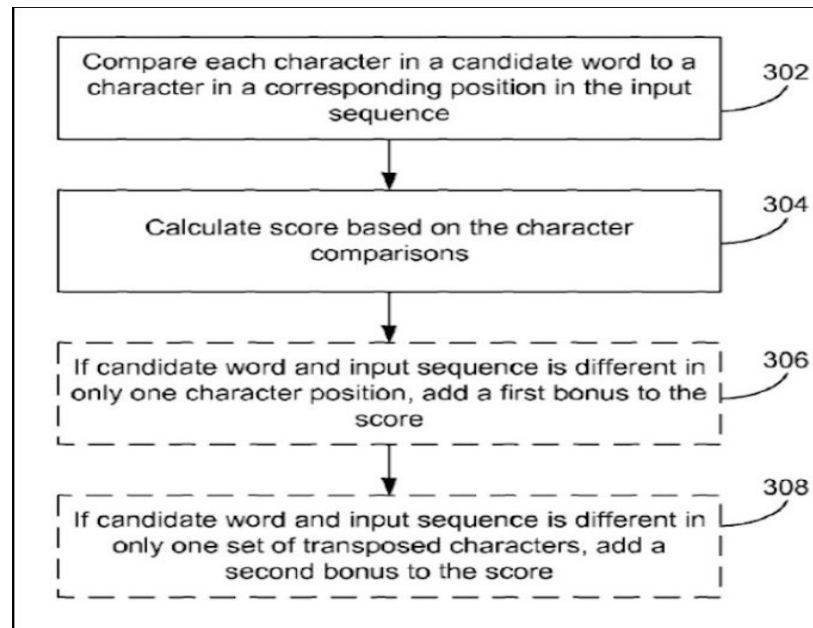 Compare each character in a candidate word to a
character in a corresponding position in the input
sequence
302
Calculate score based on the character
comparisons
304
If candidate word and input sequence is different in
only one character position, add a first bonus to the
score
306
If candidate word and input sequence is different in
only one set of transposed characters, add a
second bonus to the score
308